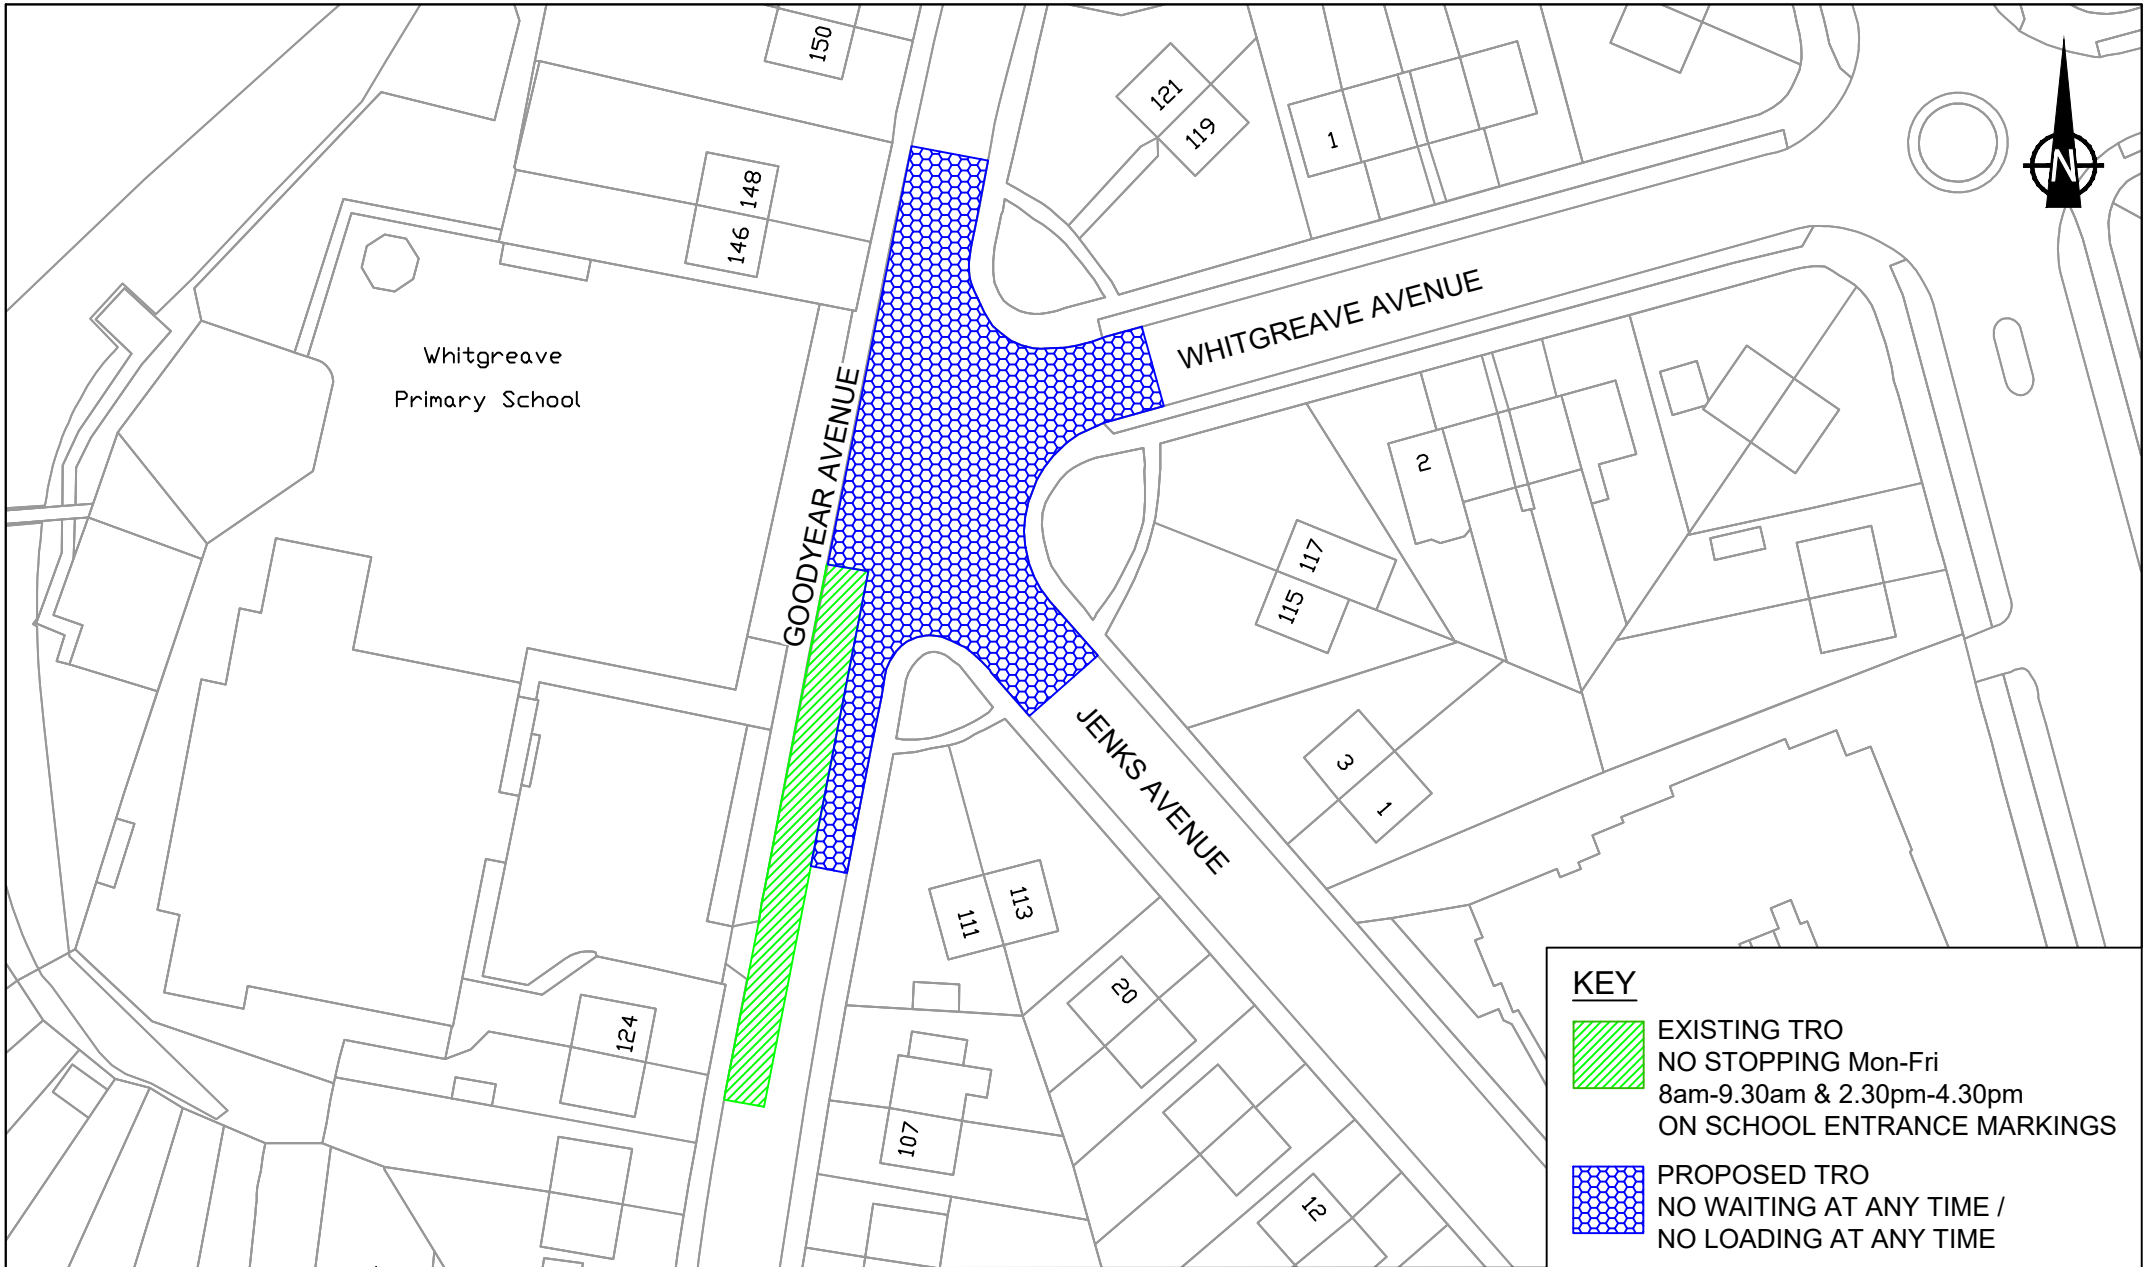 150
121
119
1
N
148
146
WHITGREAVE AVENUE
Whitgreave
Primary School
GOODYEAR AVENUE
2
117
115
JENKS AVENUE
3
1
113
111
20
124
107
12
KEY
EXISTING TRO
NO STOPPING Mon-Fri
8am-9.30am & 2.30pm-4.30pm
ON SCHOOL ENTRANCE MARKINGS
PROPOSED TRO
NO WAITING AT ANY TIME /
NO LOADING AT ANY TIME